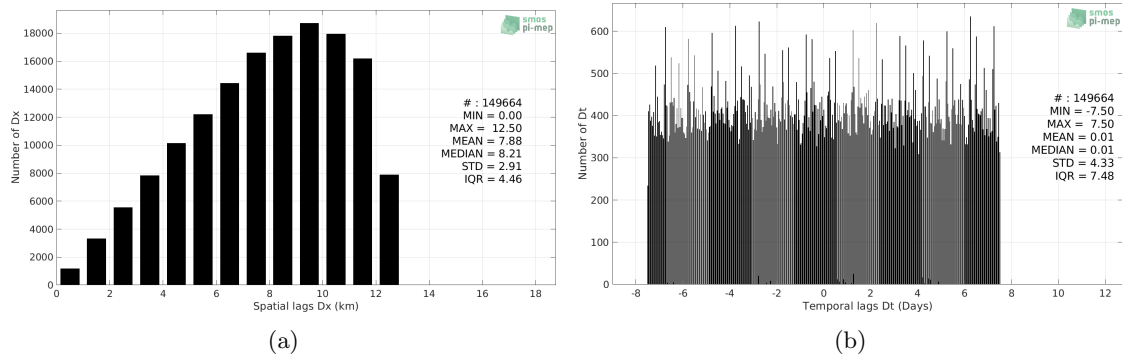 smos
pi-mep
Number of Dx
18000
16000
14000
12000
10000
8000
6000
4000
2000
0
# : 149664
MIN = 0.00
MAX = 12.50
MEAN = 7.88
MEDIAN = 8.21
STD = 2.91
IQR = 4.46
0 2 4 6 8 10 12 14 16 18
Spatial lags Dx (km)
(a)
smos
pi-mep
Number of Dt
600
500
400
300
200
100
0
# : 149664
MIN = -7.50
MAX = 7.50
MEAN = 0.01
MEDIAN = 0.01
STD = 4.33
IQR = 7.48
-8 -6 -4 -2 0 2 4 6 8 10 12
Temporal lags Dt (Days)
(b)